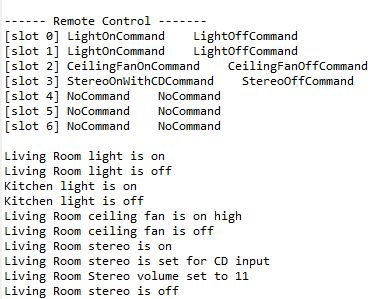 ------ Remote Control -------
[slot 0] LightOnCommand    LightOffCommand
[slot 1] LightOnCommand    LightOffCommand
[slot 2] CeilingFanOnCommand    CeilingFanOffCommand
[slot 3] StereoOnWithCDCommand    StereoOffCommand
[slot 4] NoCommand    NoCommand
[slot 5] NoCommand    NoCommand
[slot 6] NoCommand    NoCommand
Living Room light is on
Living Room light is off
Kitchen light is on
Kitchen light is off
Living Room ceiling fan is on high
Living Room ceiling fan is off
Living Room stereo is on
Living Room stereo is set for CD input
Living Room Stereo volume set to 11
Living Room stereo is off